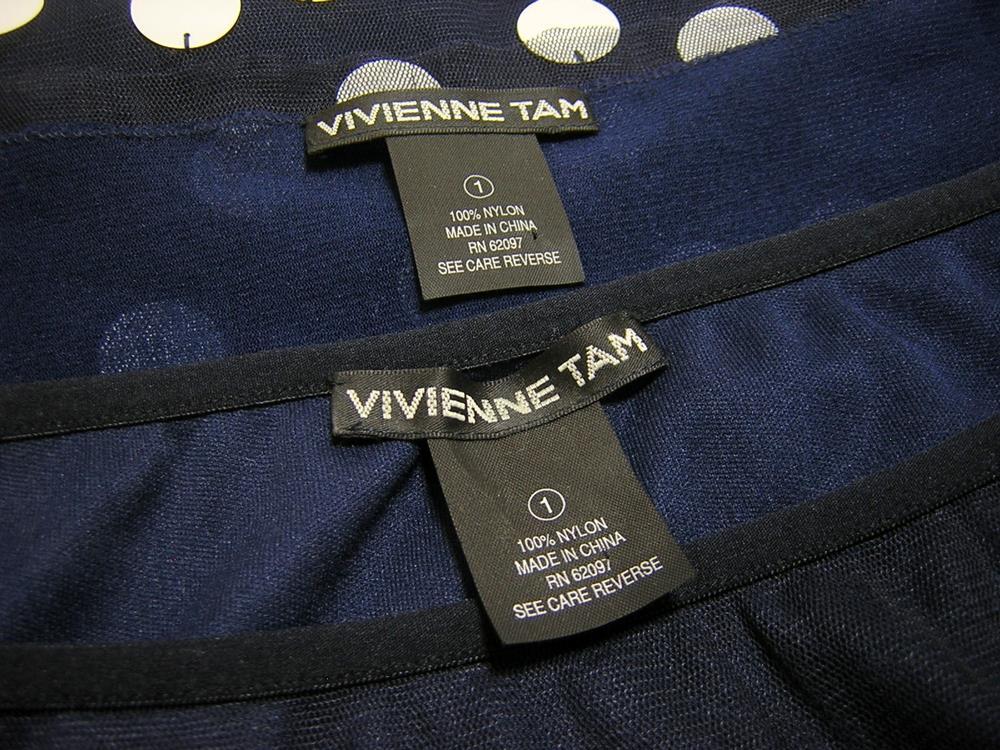 VIVIENNE TAM
1
100% NYLON
MADE IN CHINA
RN 62097
SEE CARE REVERSE
VIVIENNE TAM
1
100% NYLON
MADE IN CHINA
RN 62097
SEE CARE REVERSE